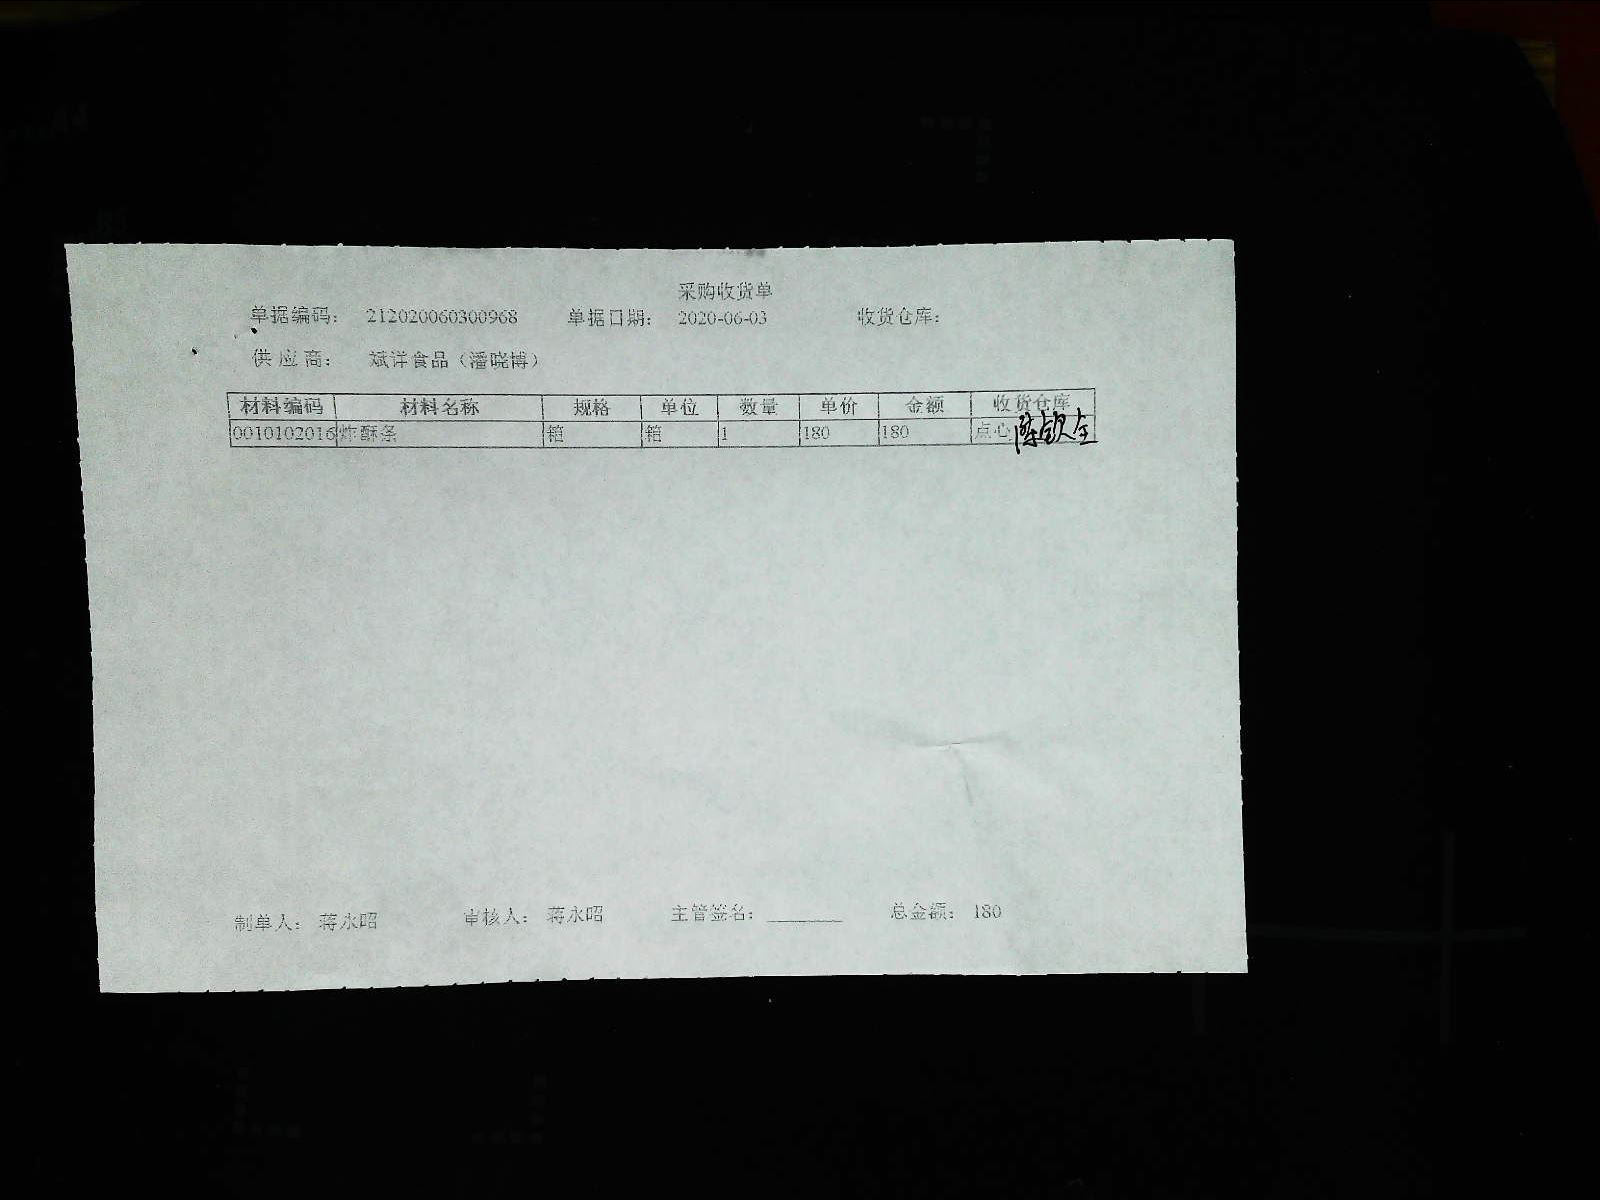 采购收货单
单据编码： 212020060300968 单据日期： 2020-06-03 收货仓库：
供 应 商： 斌洋食品（潘晓博）
材料编码 材料名称 规格 单位 数量 单价 金额 收货仓库
0010102016 炸酥条 箱 箱 1 180 180 点心 陈钦全
制单人： 蒋永昭 审核人： 蒋永昭 主管签名： 总金额： 180